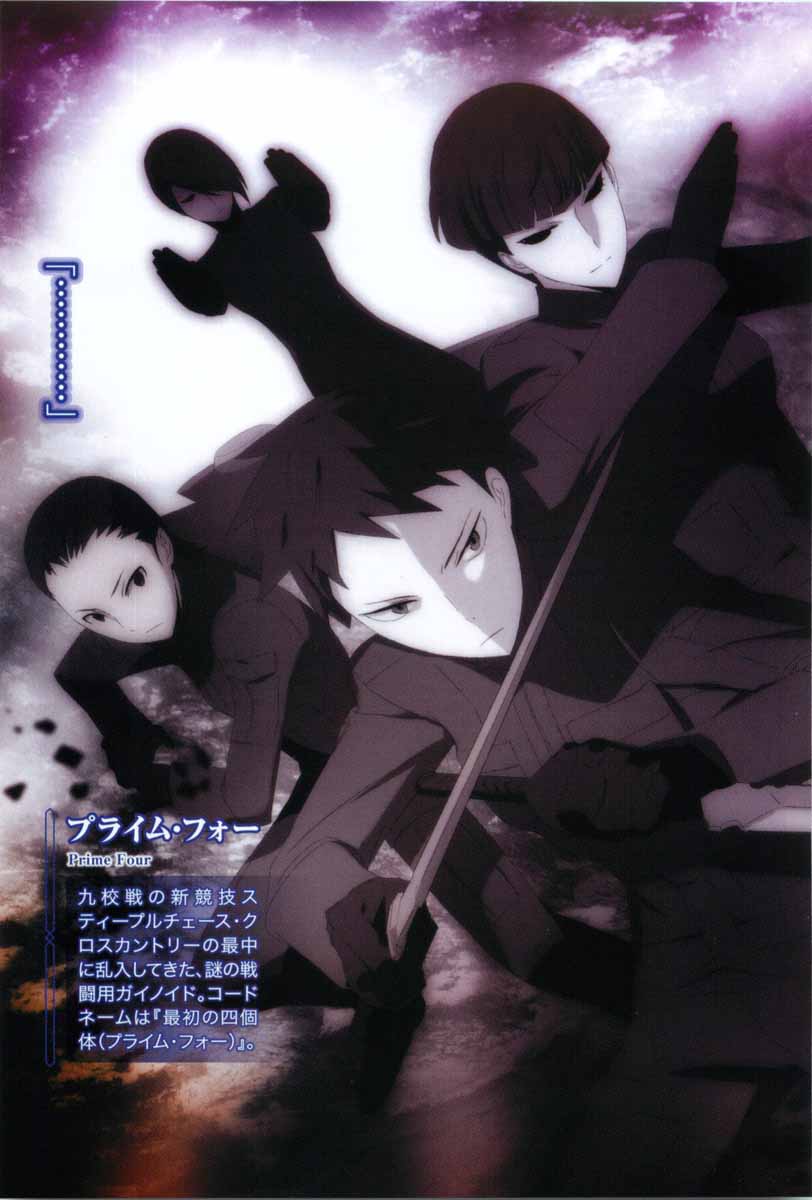 『…………』
プライム・フォー
Prime Four
九校戦の新競技ス
ティープルチェース・ク
ロスカントリーの最中
に乱入してきた、謎の戦
闘用ガイノイド。コード
ネームは『最初の四個
体(プライム・フォー)』。